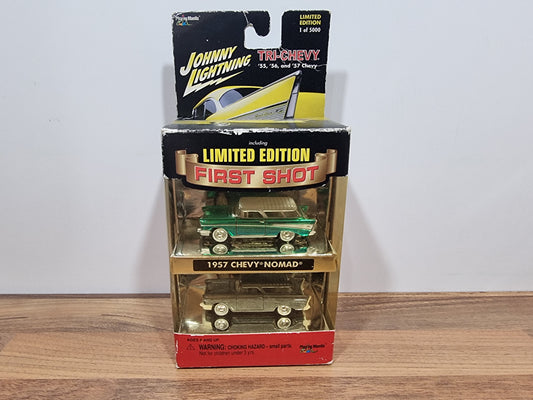 Playing Mantis
LIMITED
EDITION
1 of 5000
JOHNNY
LIGHTNING
TRI-CHEVY
'55, '56, and '57 Chevy
including
LIMITED EDITION
FIRST SHOT
1957 CHEVY® NOMAD®
AGES 7 AND UP.
WARNING: CHOKING HAZARD - small parts.
Not for children under 3 yrs.
Playing Mantis